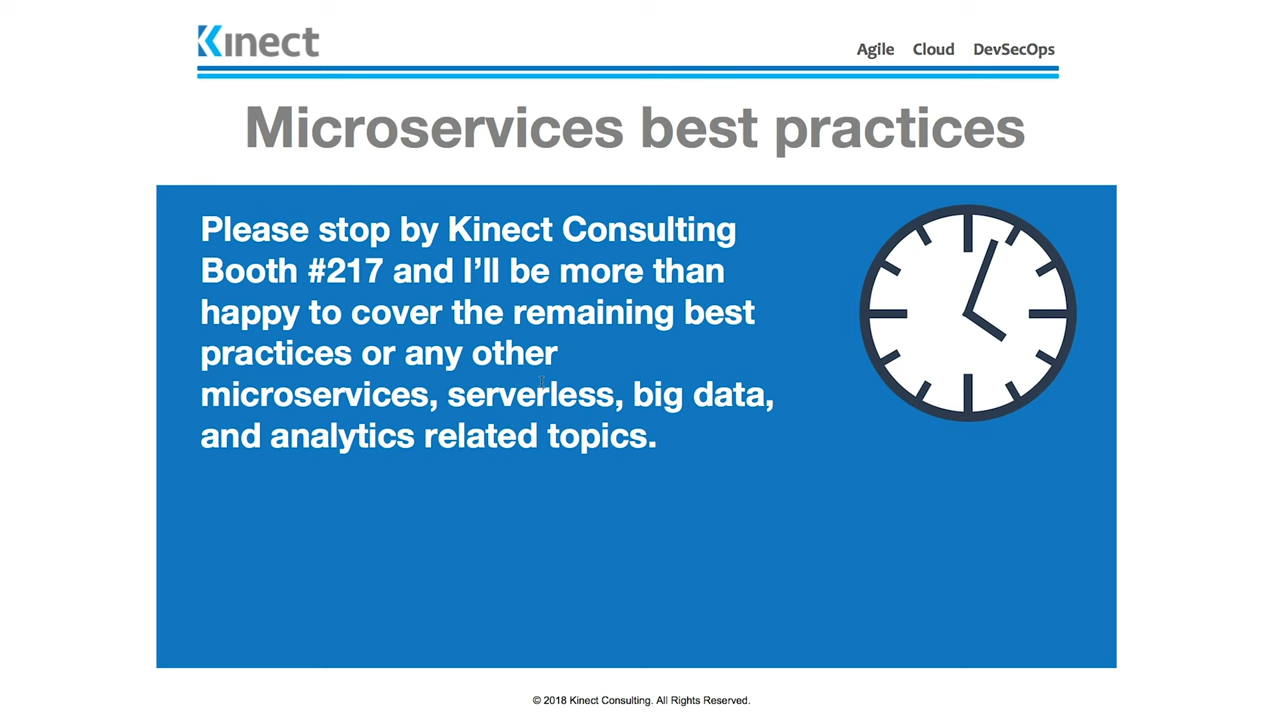 Kinect
Agile Cloud DevSecOps
Microservices best practices
Please stop by Kinect Consulting
Booth #217 and I’ll be more than
happy to cover the remaining best
practices or any other
microservices, serverless, big data,
and analytics related topics.
© 2018 Kinect Consulting. All Rights Reserved.